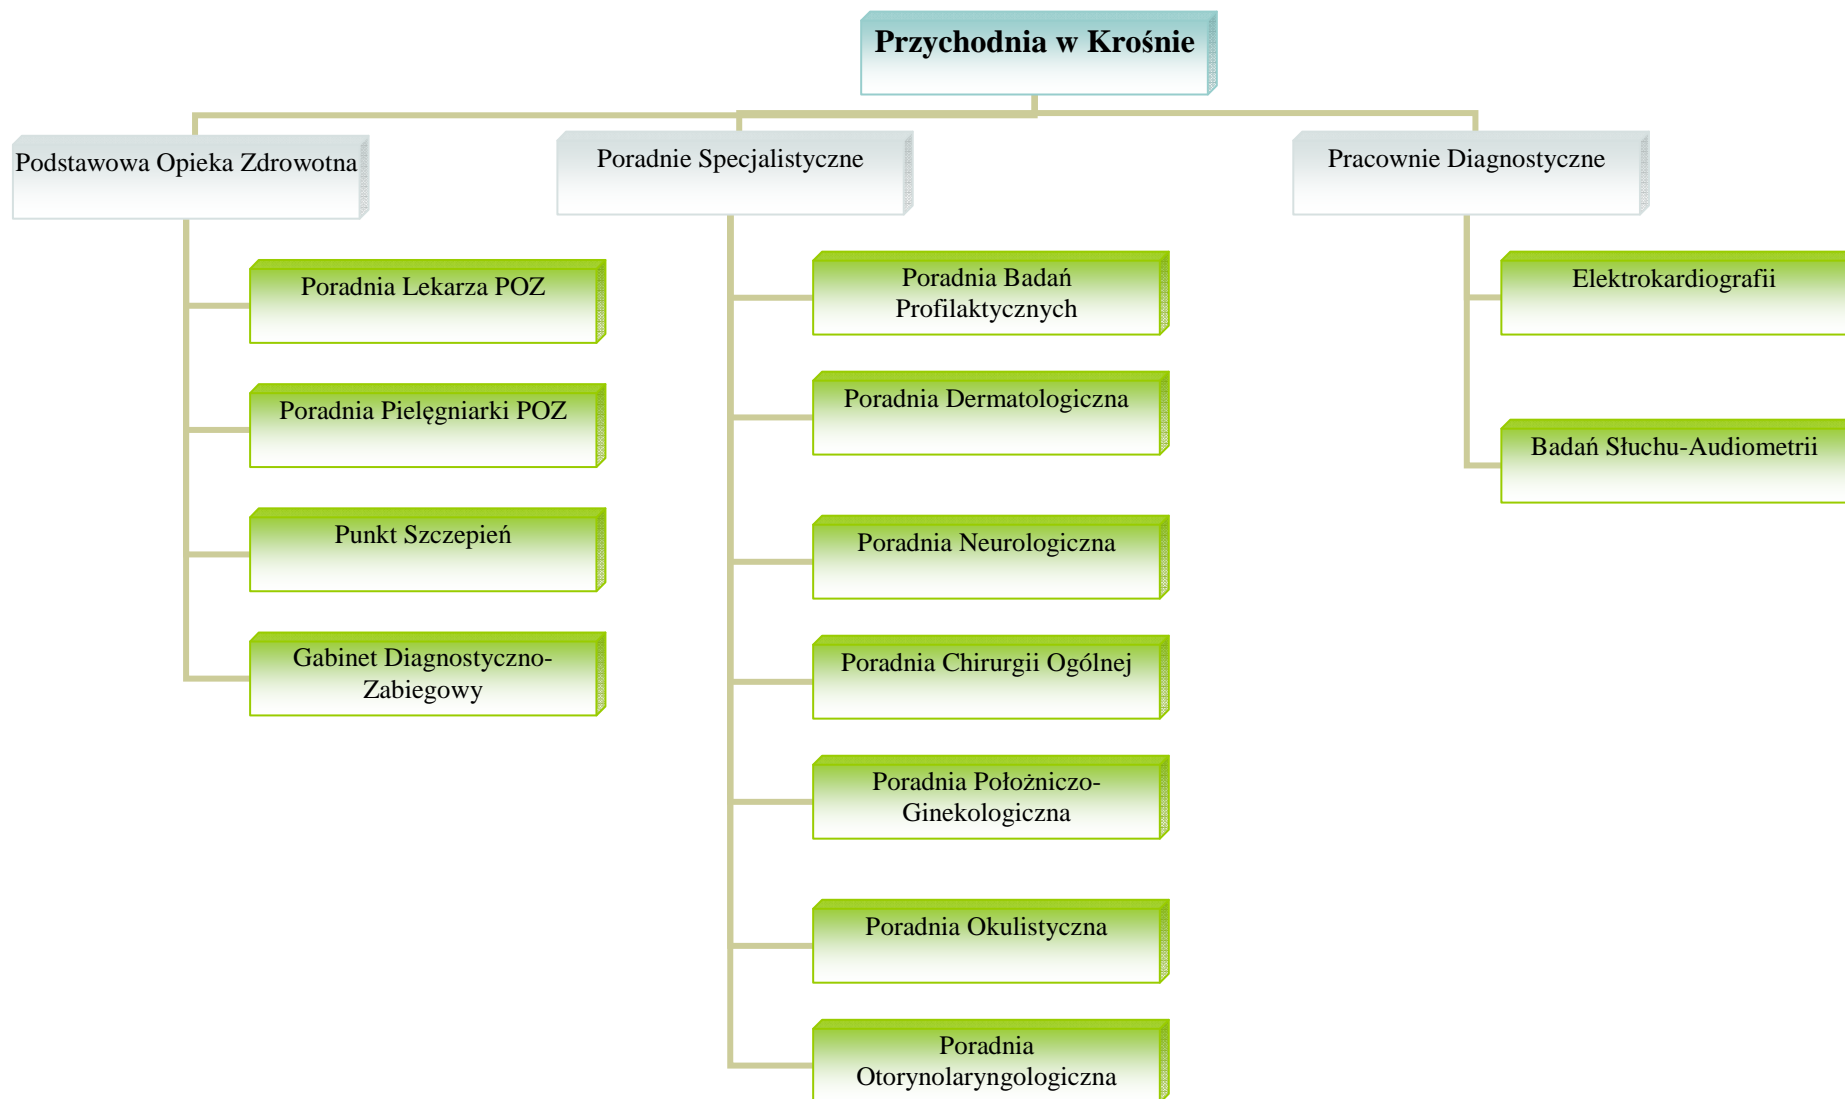 Przychodnia w Krośnie
Podstawowa Opieka Zdrowotna
Poradnie Specjalistyczne
Pracownie Diagnostyczne
Poradnia Lekarza POZ
Poradnia Pielęgniarki POZ
Punkt Szczepień
Gabinet Diagnostyczno-
Zabiegowy
Poradnia Badań
Profilaktycznych
Poradnia Dermatologiczna
Poradnia Neurologiczna
Poradnia Chirurgii Ogólnej
Poradnia Położniczo-
Ginekologiczna
Poradnia Okulistyczna
Poradnia
Otorynolaryngologiczna
Elektrokardiografii
Badań Słuchu-Audiometrii